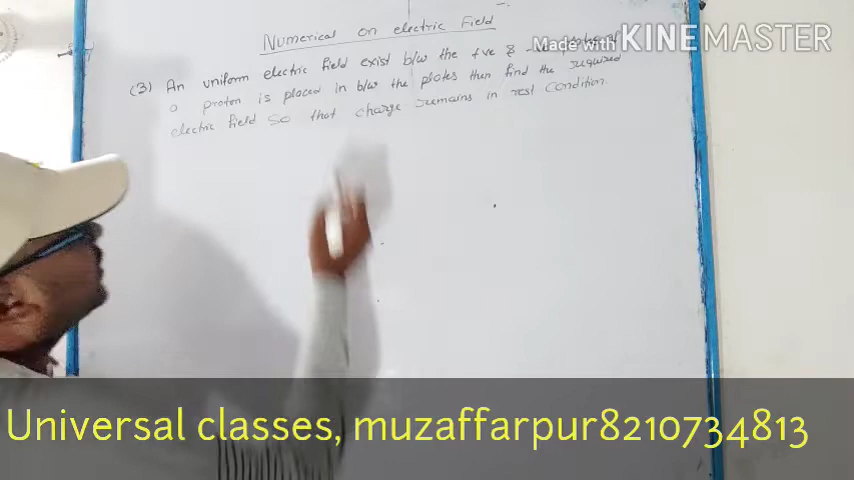 Numerical on electric Field
Made with KINEMASTER
(3) An uniform electric field exist b/w the +ve & -ve
a proton is placed in b/w the plates then find the required
electric field so that charge remains in rest condition.
Universal classes, muzaffarpur8210734813